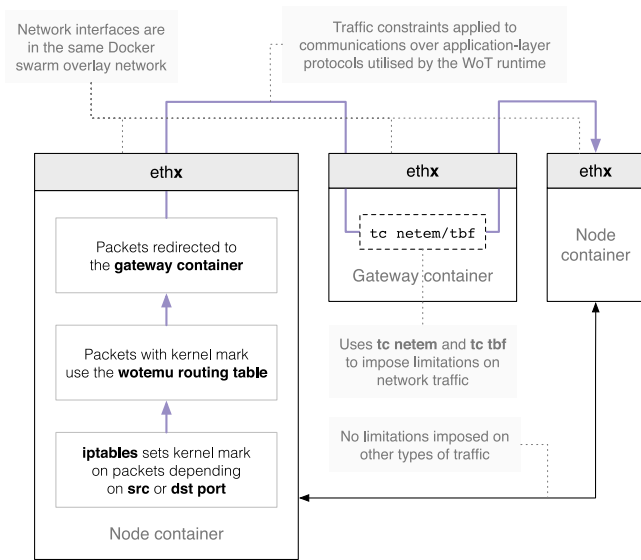 Network interfaces are
in the same Docker
swarm overlay network
Traffic constraints applied to
communications over application-layer
protocols utilised by the WoT runtime
ethx
ethx
ethx
Packets redirected to
the gateway container
Packets with kernel mark
use the wotemu routing table
iptables sets kernel mark
on packets depending
on src or dst port
Node container
tc netem/tbf
Gateway container
Node
container
Uses tc netem and tc tbf
to impose limitations on
network traffic
No limitations imposed on
other types of traffic